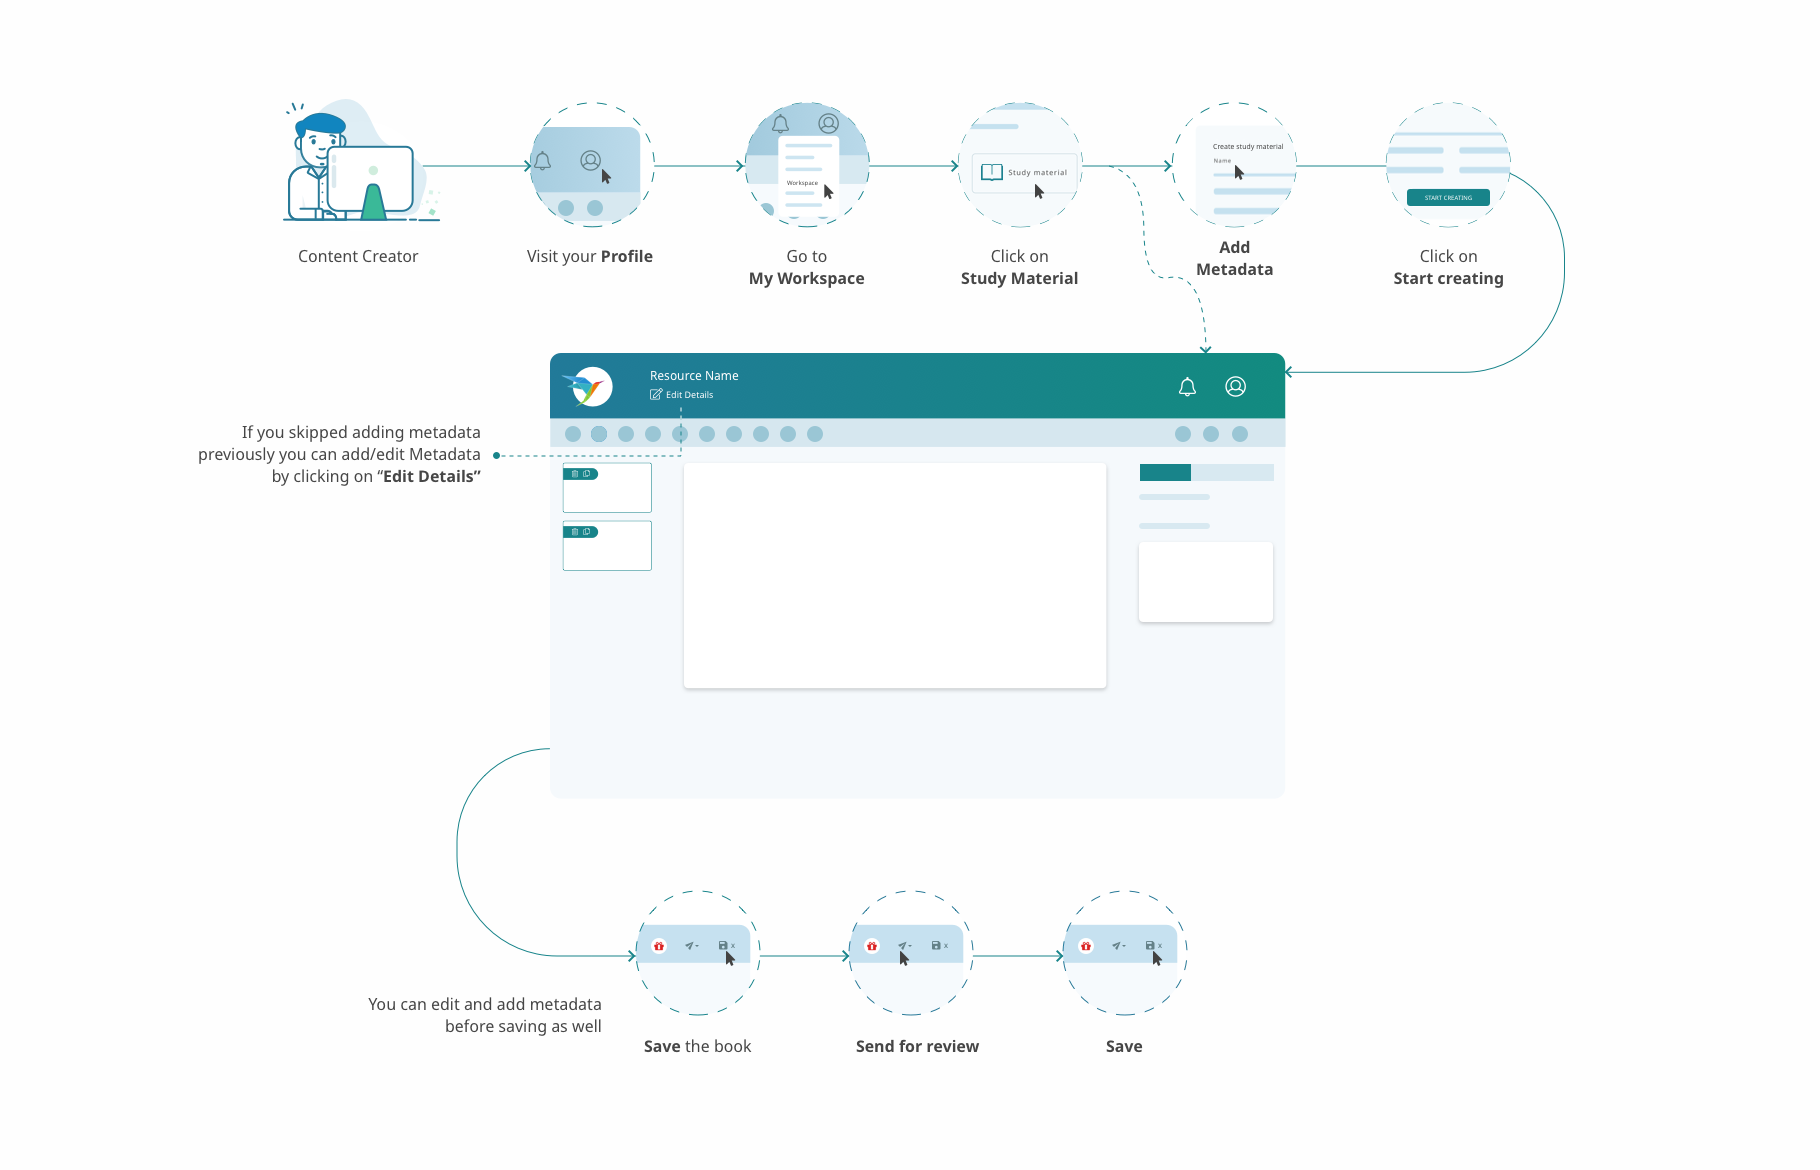 Workspace
Study material
Create study material
Name
START CREATING
Content Creator
Visit your Profile
Go to
My Workspace
Click on
Study Material
Add
Metadata
Click on
Start creating
Resource Name
Edit Details
If you skipped adding metadata
previously you can add/edit Metadata
by clicking on “Edit Details”
x
x
x
You can edit and add metadata
before saving as well
Save the book
Send for review
Save